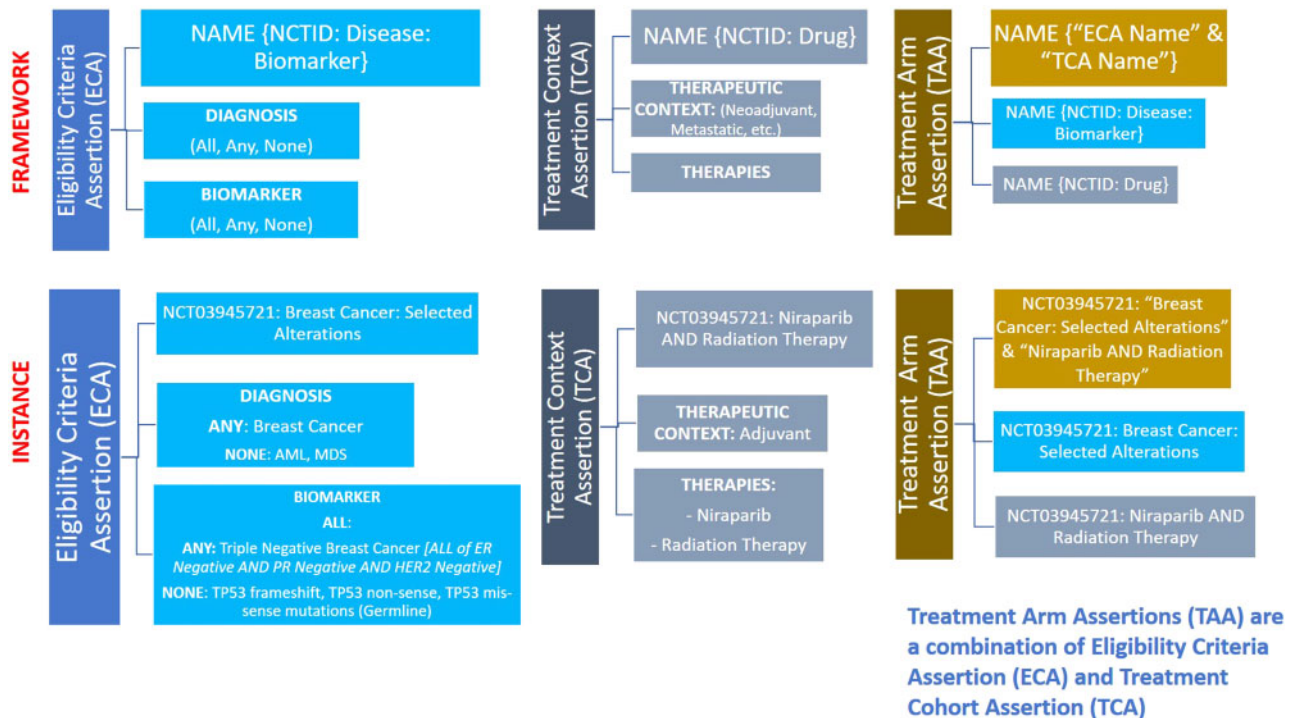 FRAMEWORK
Eligibility Criteria
Assertion (ECA)
NAME {NCTID: Disease:
Biomarker}
DIAGNOSIS
(All, Any, None)
BIOMARKER
(All, Any, None)
Treatment Context
Assertion (TCA)
NAME {NCTID: Drug}
THERAPEUTIC
CONTEXT: (Neoadjuvant,
Metastatic, etc.)
THERAPIES
Treatment Arm
Assertion (TAA)
NAME {“ECA Name” &
“TCA Name”}
NAME {NCTID: Disease:
Biomarker}
NAME {NCTID: Drug}
INSTANCE
Eligibility Criteria
Assertion (ECA)
NCT03945721: Breast Cancer: Selected
Alterations
DIAGNOSIS
ANY: Breast Cancer
NONE: AML, MDS
BIOMARKER
ALL:
ANY: Triple Negative Breast Cancer [ALL of ER
Negative AND PR Negative AND HER2 Negative]
NONE: TP53 frameshift, TP53 non-sense, TP53 mis-
sense mutations (Germline)
Treatment Context
Assertion (TCA)
NCT03945721: Niraparib
AND Radiation Therapy
THERAPEUTIC
CONTEXT: Adjuvant
THERAPIES:
- Niraparib
- Radiation Therapy
Treatment Arm
Assertion (TAA)
NCT03945721: “Breast
Cancer: Selected Alterations”
& “Niraparib AND Radiation
Therapy”
NCT03945721: Breast Cancer:
Selected Alterations
NCT03945721: Niraparib AND
Radiation Therapy
Treatment Arm Assertions (TAA) are
a combination of Eligibility Criteria
Assertion (ECA) and Treatment
Cohort Assertion (TCA)